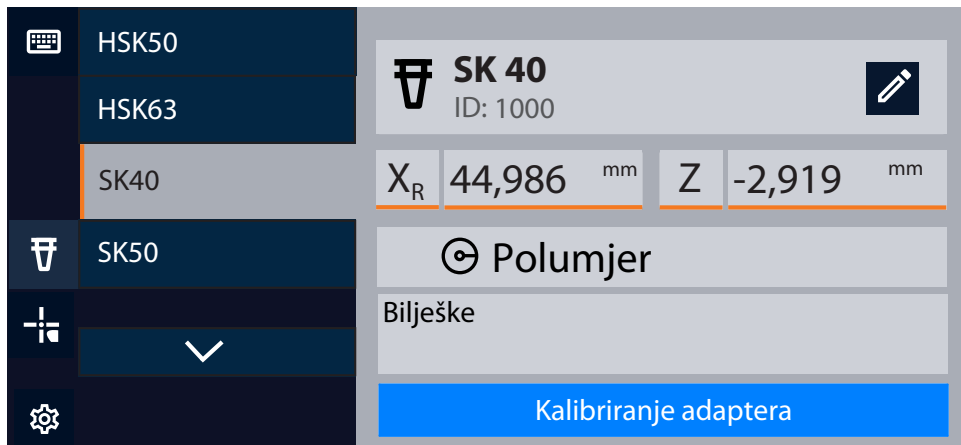 HSK50
HSK63
SK40
SK50
SK 40
ID: 1000
XR 44,986 mm Z -2,919 mm
Polumjer
Bilješke
Kalibriranje adaptera